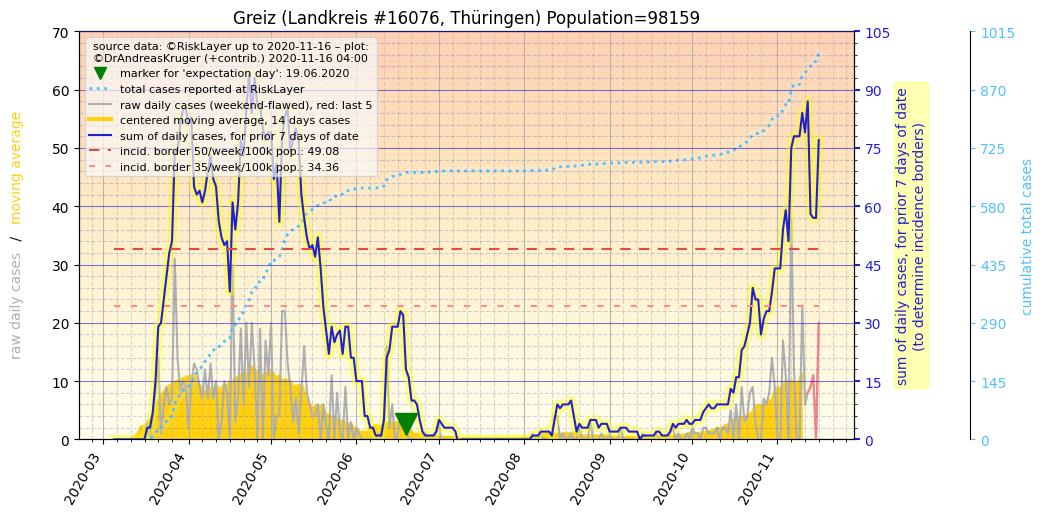 Greiz (Landkreis #16076, Thüringen) Population=98159
source data: ©RiskLayer up to 2020-11-16 – plot:
©DrAndreasKruger (+contrib.) 2020-11-16 04:00
marker for 'expectation day': 19.06.2020
total cases reported at RiskLayer
raw daily cases (weekend-flawed), red: last 5
centered moving average, 14 days cases
sum of daily cases, for prior 7 days of date
incid. border 50/week/100k pop.: 49.08
incid. border 35/week/100k pop.: 34.36
raw daily cases / moving average
70
60
50
40
30
20
10
0
2020-03
2020-04
2020-05
2020-06
2020-07
2020-08
2020-09
2020-10
2020-11
105
90
75
60
45
30
15
0
sum of daily cases, for prior 7 days of date
(to determine incidence borders)
1015
870
725
580
435
290
145
0
cumulative total cases